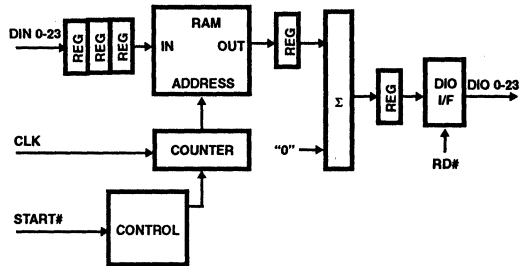 DIN 0-23
REG
REG
REG
RAM
IN
OUT
ADDRESS
REG
Σ
"0"
REG
DIO
I/F
DIO 0-23
RD#
CLK
COUNTER
START#
CONTROL